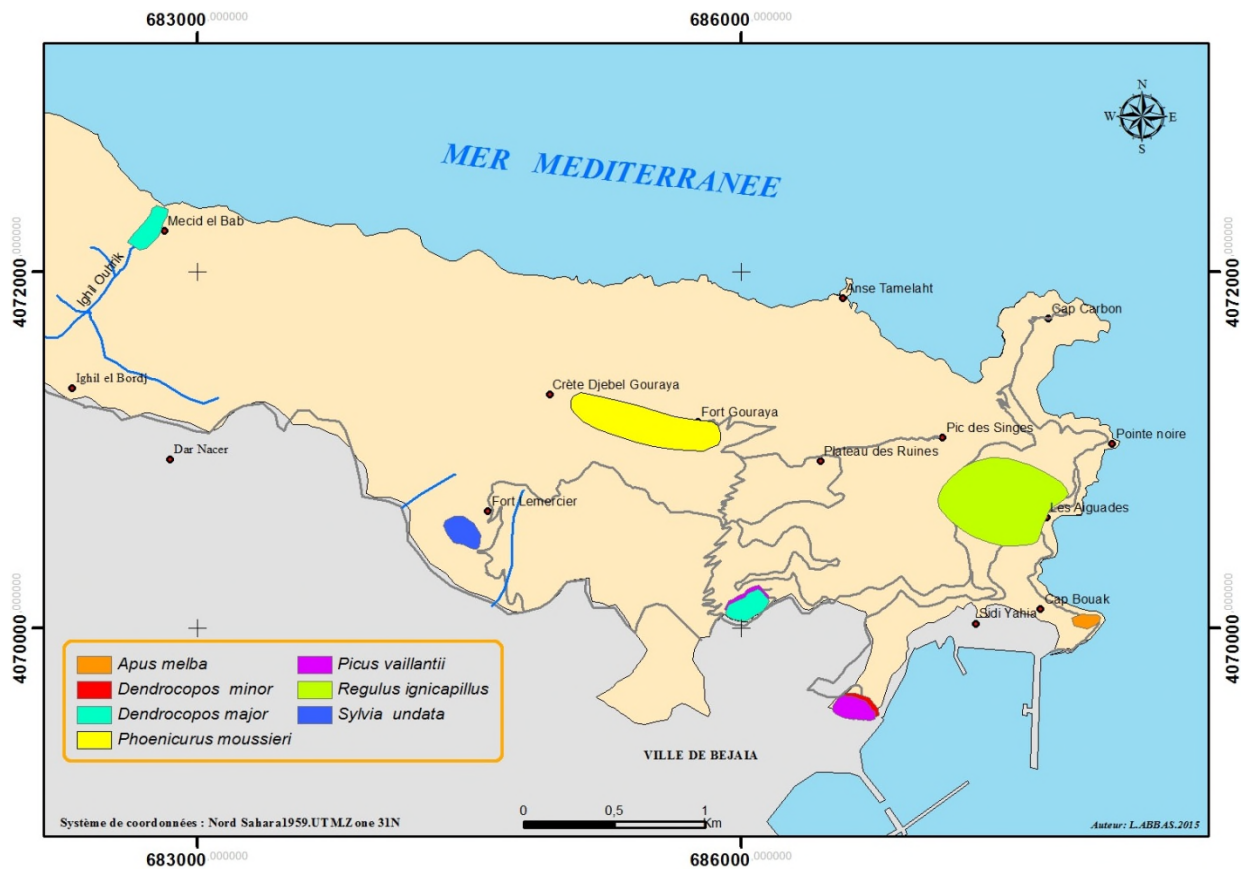 683000.000000
686000.000000
N
W
E
S
MER MEDITERRANEE
4072000.000000
4072000.000000
Mecid el Bab
Ighil Oubrik
Anse Tamelaht
Cap Carbon
Ighil el Bordj
Crète Djebel Gouraya
Fort Gouraya
Pic des Singes
Pointe noire
Dar Nacer
Plateau des Ruines
Fort Lemercier
Les Aiguades
Cap Bouak
Sidi Yahia
4070000.000000
4070000.000000
Apus melba
Dendrocopos minor
Dendrocopos major
Phoenicurus moussieri
Picus vaillantii
Regulus ignicapillus
Sylvia undata
VILLE DE BEJAIA
0 0,5 1
Km
Système de coordonnées : Nord Sahara1959.UTM.Zone 31N
Auteur: L.ABBAS.2015
683000.000000
686000.000000